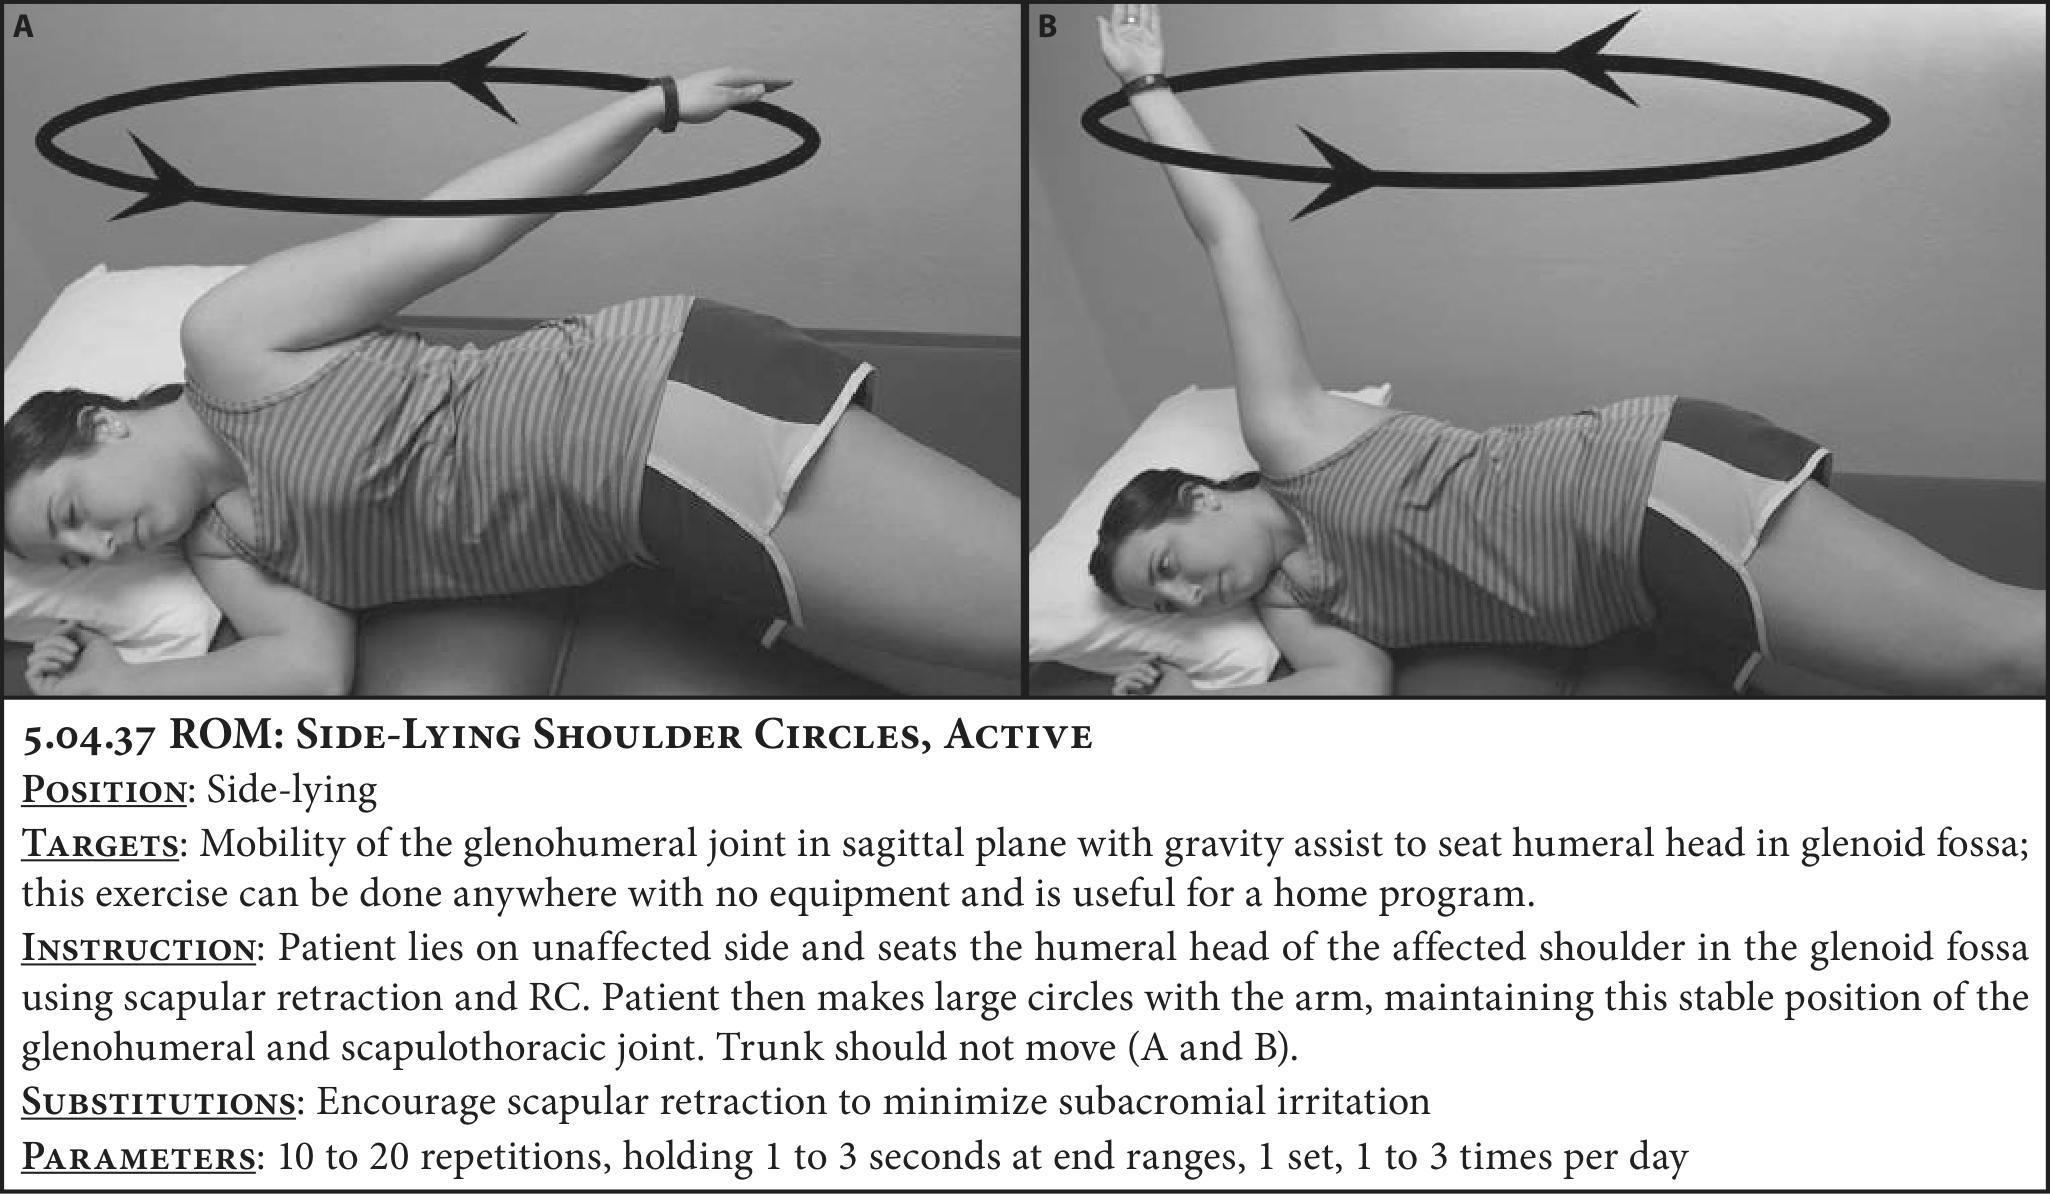 A
B
5.04.37 ROM: Side-Lying Shoulder Circles, Active
Position: Side-lying
Targets: Mobility of the glenohumeral joint in sagittal plane with gravity assist to seat humeral head in glenoid fossa;
this exercise can be done anywhere with no equipment and is useful for a home program.
Instruction: Patient lies on unaffected side and seats the humeral head of the affected shoulder in the glenoid fossa
using scapular retraction and RC. Patient then makes large circles with the arm, maintaining this stable position of the
glenohumeral and scapulothoracic joint. Trunk should not move (A and B).
Substitutions: Encourage scapular retraction to minimize subacromial irritation
Parameters: 10 to 20 repetitions, holding 1 to 3 seconds at end ranges, 1 set, 1 to 3 times per day